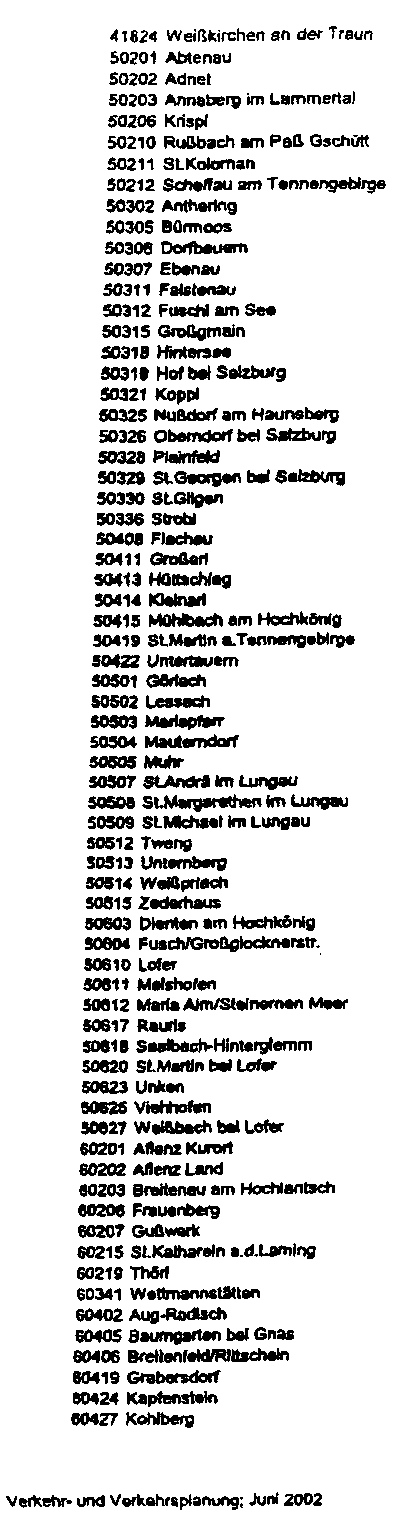 41824 Weißkirchen an der Traun
50201 Abtenau
50202 Adnet
50203 Annaberg im Lammertal
50206 Krispl
50210 Rußbach am Paß Gschütt
50211 St.Koloman
50212 Scheffau am Tennengebirge
50302 Anthering
50305 Bürmoos
50306 Dorfbeuern
50307 Ebenau
50311 Faistenau
50312 Fuschl am See
50315 Großgmain
50318 Hintersee
50319 Hof bei Salzburg
50321 Koppl
50325 Nußdorf am Haunsberg
50326 Oberndorf bei Salzburg
50328 Plainfeld
50329 St.Georgen bei Salzburg
50330 St.Gilgen
50336 Strobl
50408 Flachau
50411 Großarl
50413 Hüttschlag
50414 Kleinarl
50415 Mühlbach am Hochkönig
50419 St.Martin a.Tennengebirge
50422 Untertauern
50501 Göriach
50502 Lessach
50503 Mariapfarr
50504 Mauterndorf
50505 Muhr
50507 St.Andrä im Lungau
50508 St.Margarethen im Lungau
50509 St.Michael im Lungau
50512 Tweng
50513 Unternberg
50514 Weißpriach
50515 Zederhaus
50603 Dienten am Hochkönig
50604 Fusch/Großglocknerstr.
50610 Lofer
50611 Maishofen
50612 Maria Alm/Steinernen Meer
50617 Rauris
50618 Saalbach-Hinterglemm
50620 St.Martin bei Lofer
50623 Unken
50625 Viehhofen
50627 Weißbach bei Lofer
60201 Aflenz Kurort
60202 Aflenz Land
60203 Breitenau am Hochlantsch
60206 Frauenberg
60207 Gußwerk
60215 St.Katharein a.d.Laming
60219 Thörl
60341 Wettmannstätten
60402 Aug-Radisch
60405 Baumgarten bei Gnas
60406 Breitenfeld/Rittschein
60419 Grabersdorf
60424 Kapfenstein
60427 Kohlberg
Verkehr- und Verkehrsplanung; Juni 2002